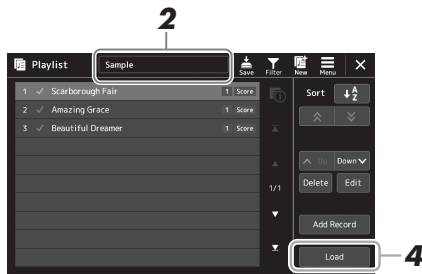 2
Playlist Sample Save Filter New Menu
1 Scarborough Fair 1 Score Sort
2 Amazing Grace 1 Score
3 Beautiful Dreamer 1 Score
Up Down
1/1 Delete Edit
Add Record
Load 4